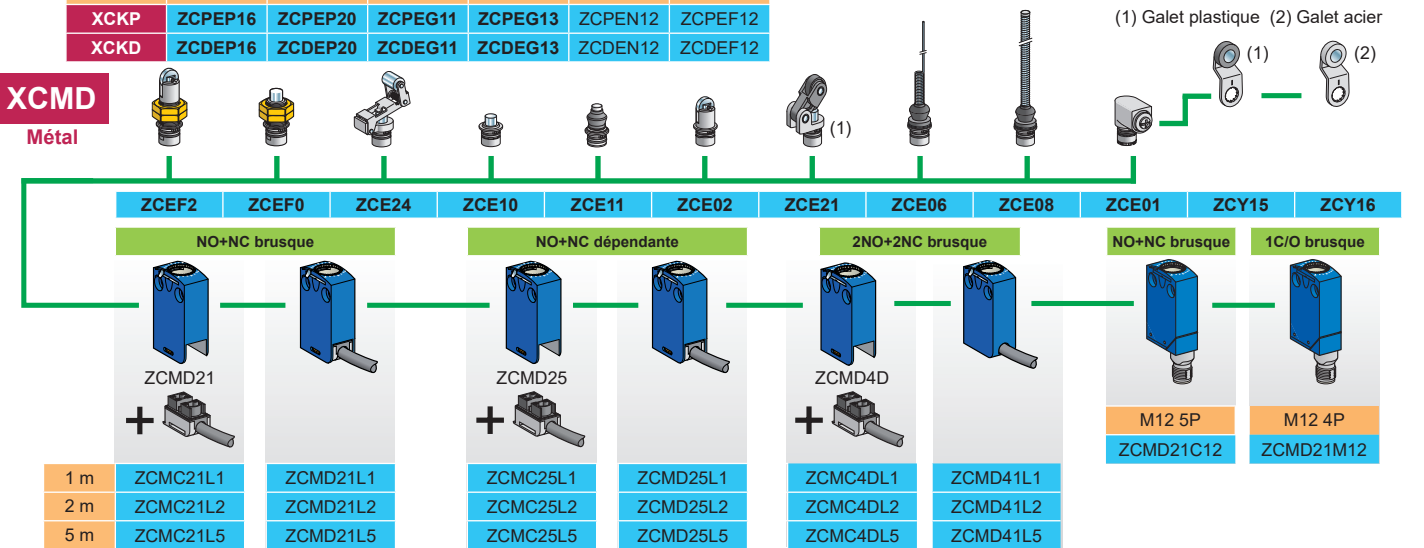 XCKP ZCPEP16 ZCPEP20 ZCPEG11 ZCPEG13 ZCPEN12 ZCPEF12
(1) Galet plastique (2) Galet acier
XCKD ZCDEP16 ZCDEP20 ZCDEG11 ZCDEG13 ZCDEN12 ZCDEF12
(1) (2)
XCMD
Métal
(1)
ZCEF2 ZCEF0 ZCE24 ZCE10 ZCE11 ZCE02 ZCE21 ZCE06 ZCE08 ZCE01 ZCY15 ZCY16
NO+NC brusque NO+NC dépendante 2NO+2NC brusque NO+NC brusque 1C/O brusque
ZCMD21 ZCMD25 ZCMD4D
+ + +
M12 5P M12 4P
ZCMD21C12 ZCMD21M12
1 m ZCMC21L1 ZCMD21L1 ZCMC25L1 ZCMD25L1 ZCMC4DL1 ZCMD41L1
2 m ZCMC21L2 ZCMD21L2 ZCMC25L2 ZCMD25L2 ZCMC4DL2 ZCMD41L2
5 m ZCMC21L5 ZCMD21L5 ZCMC25L5 ZCMD25L5 ZCMC4DL5 ZCMD41L5